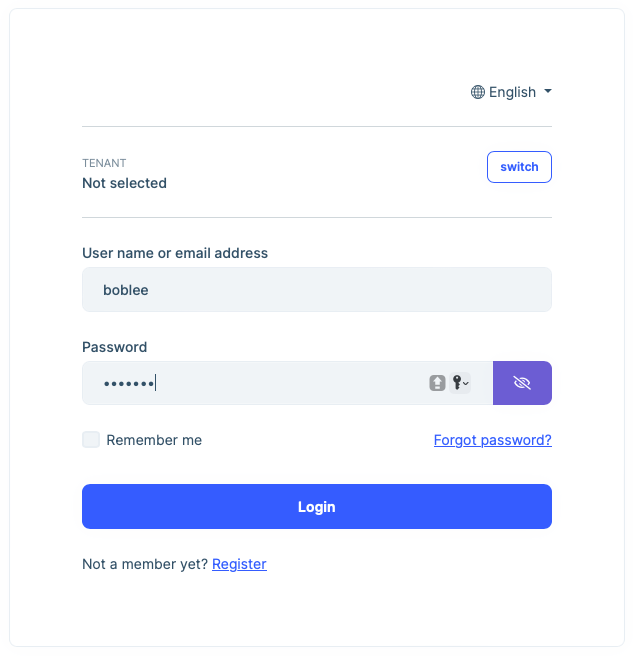 English
TENANT
Not selected
switch
User name or email address
boblee
Password
•••••••
Remember me
Forgot password?
Login
Not a member yet? Register